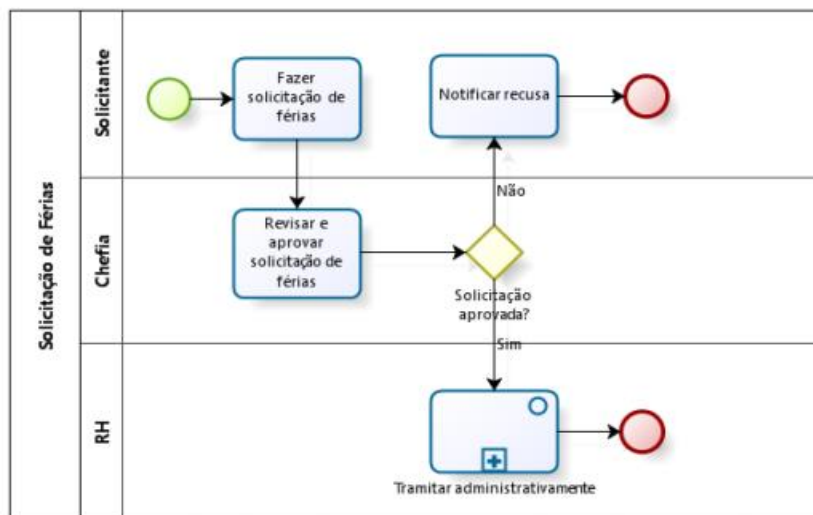 Solicitação de Férias
Solicitante
Fazer
solicitação de
férias
Notificar recusa
Chefia
Revisar e
aprovar
solicitação de
férias
Não
Solicitação
aprovada?
Sim
RH
Tramitar administrativamente